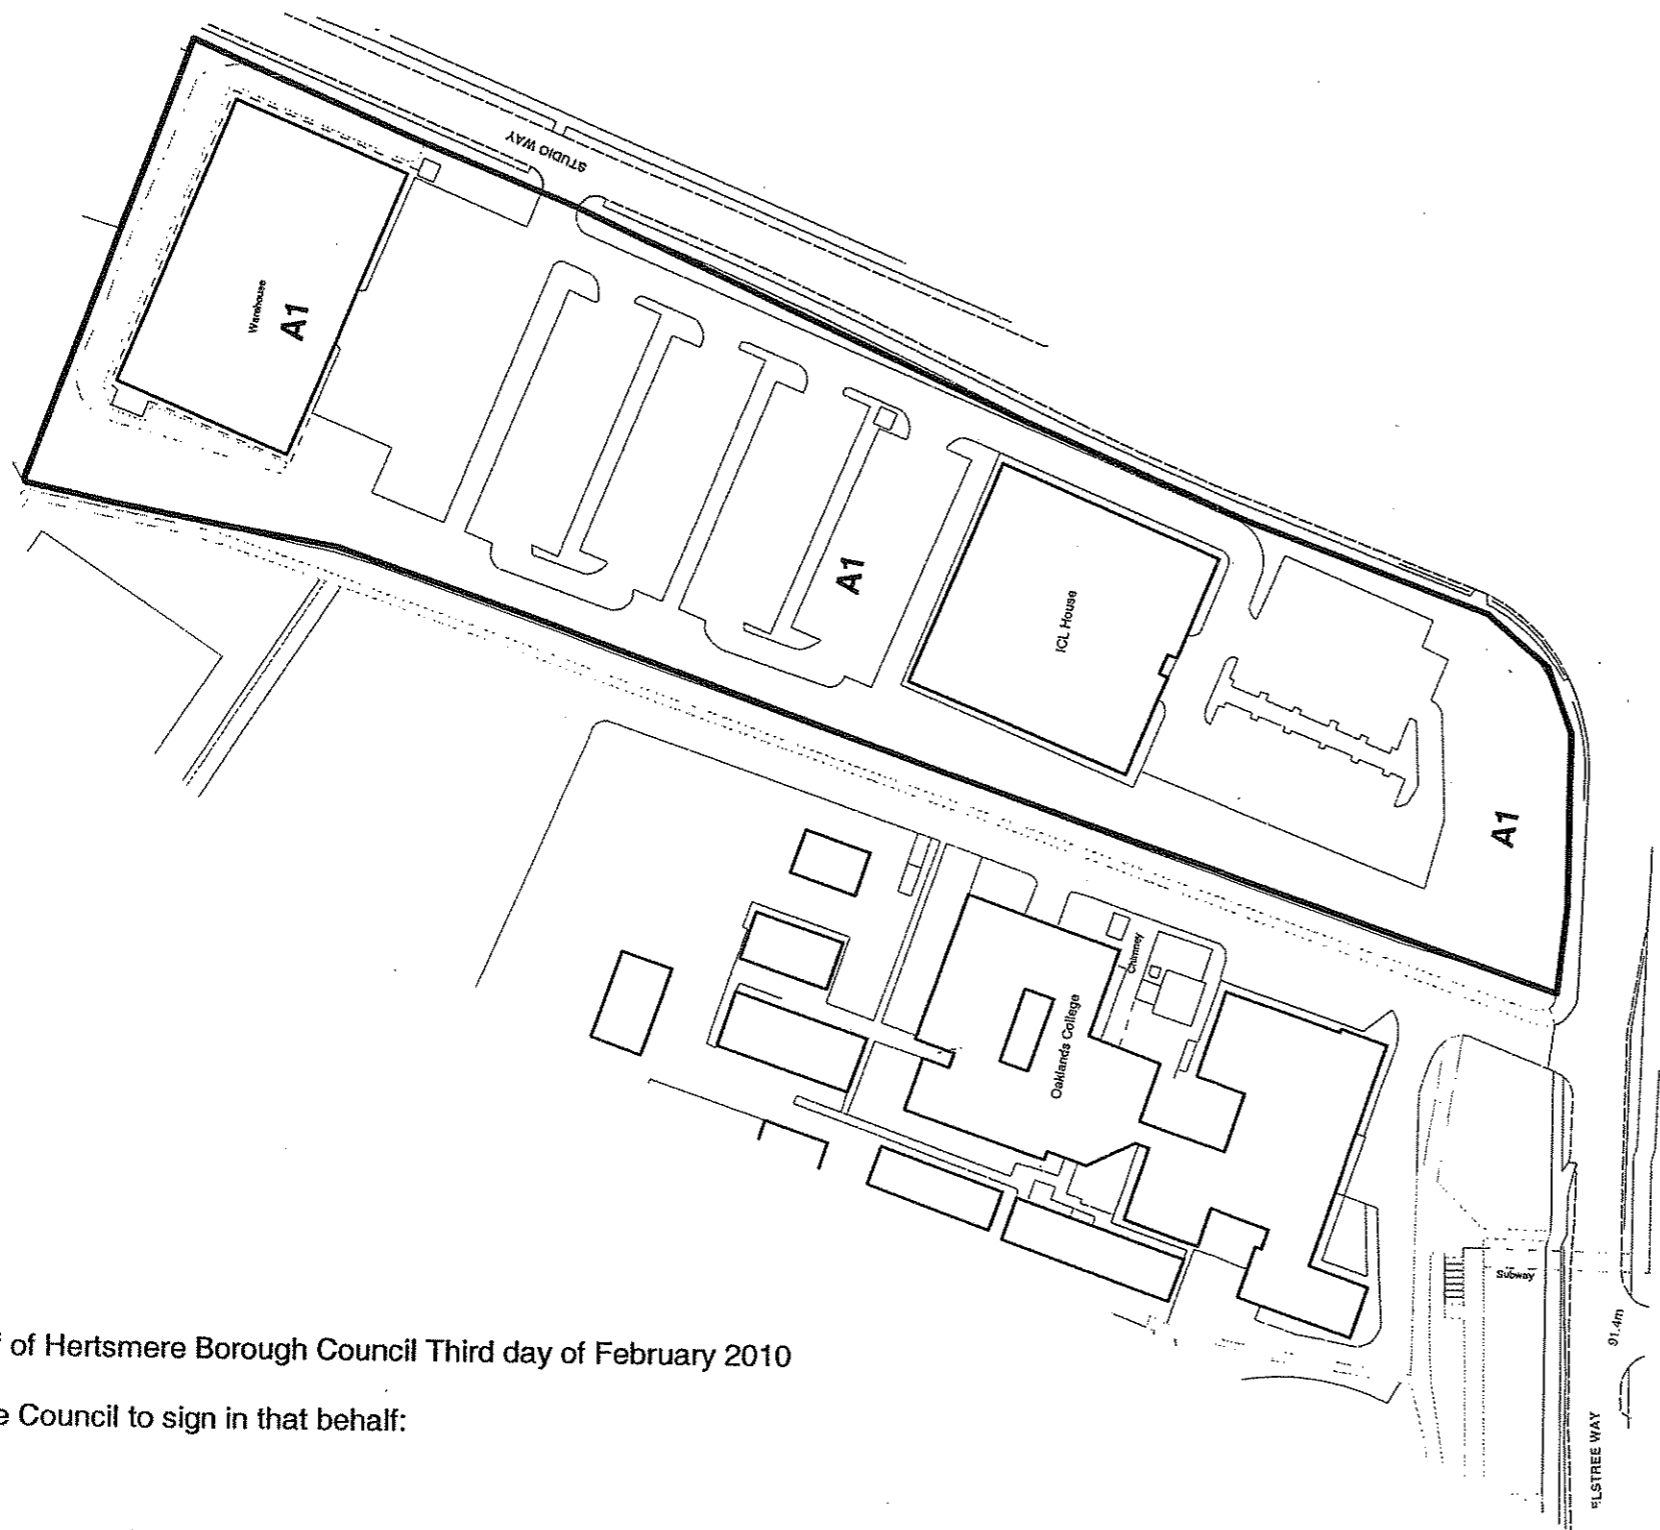 STUDIO WAY
Warehouse
A1
A1
ICL House
A1
Chimney
Oaklands College
Subway
91.4m
ELSTREE WAY
of Hertsmere Borough Council Third day of February 2010
Council to sign in that behalf: